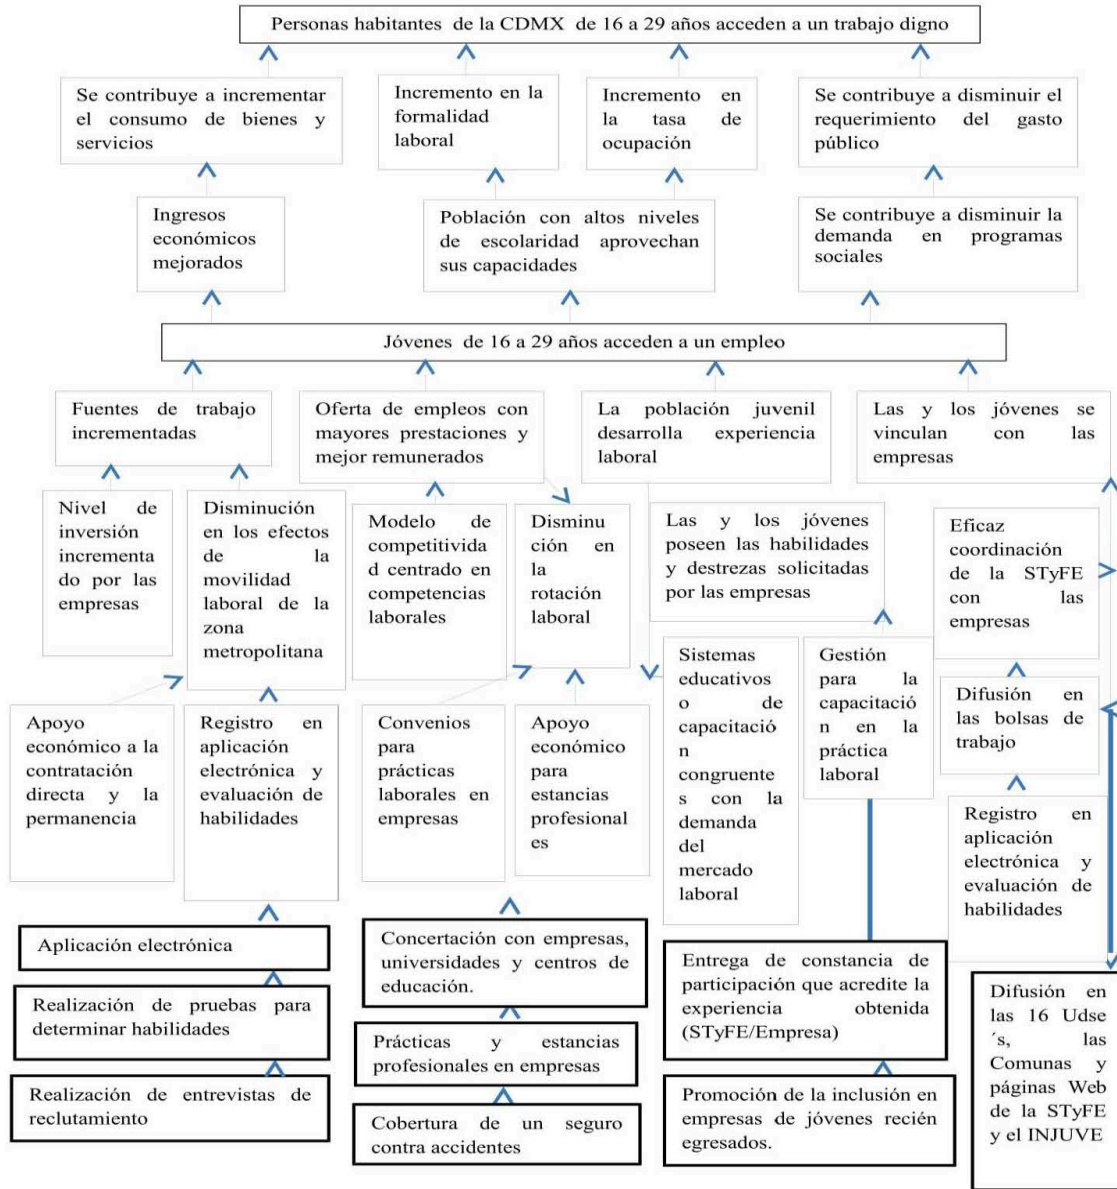 Personas habitantes de la CDMX de 16 a 29 años acceden a un trabajo digno
Se contribuye a incrementar
el consumo de bienes y
servicios
Incremento en la
formalidad
laboral
Incremento en
la tasa de
ocupación
Se contribuye a disminuir el
requerimiento del gasto
público
Ingresos
económicos
mejorados
Población con altos niveles
de escolaridad aprovechan
sus capacidades
Se contribuye a disminuir la
demanda en programas
sociales
Jóvenes de 16 a 29 años acceden a un empleo
Fuentes de trabajo
incrementadas
Oferta de empleos con
mayores prestaciones y
mejor remunerados
La población juvenil
desarrolla experiencia
laboral
Las y los jóvenes se
vinculan con las
empresas
Nivel de
inversión
incrementa
do por las
empresas
Disminución
en los efectos
de la
movilidad
laboral de la
zona
metropolitana
Modelo de
competitivida
d centrado en
competencias
laborales
Disminu
ción en
la
rotación
laboral
Las y los jóvenes
poseen las habilidades
y destrezas solicitadas
por las empresas
Eficaz
coordinación
de la STyFE
con las
empresas
Apoyo
económico a la
contratación
directa y la
permanencia
Registro en
aplicación
electrónica y
evaluación de
habilidades
Convenios
para
prácticas
laborales en
empresas
Apoyo
económico
para
estancias
profesional
es
Sistemas
educativos
o de
capacitació
n
congruente
s con la
demanda
del
mercado
laboral
Gestión
para la
capacitació
n en la
práctica
laboral
Difusión en
las bolsas de
trabajo
Registro en
aplicación
electrónica y
evaluación de
habilidades
Aplicación electrónica
Realización de pruebas para
determinar habilidades
Realización de entrevistas de
reclutamiento
Concertación con empresas,
universidades y centros de
educación.
Prácticas y estancias
profesionales en empresas
Cobertura de un seguro
contra accidentes
Entrega de constancia de
participación que acredite la
experiencia obtenida
(STyFE/Empresa)
Promoción de la inclusión en
empresas de jóvenes recién
egresados.
Difusión en
las 16 Udse
´s, las
Comunas y
páginas Web
de la STyFE
y el INJUVE